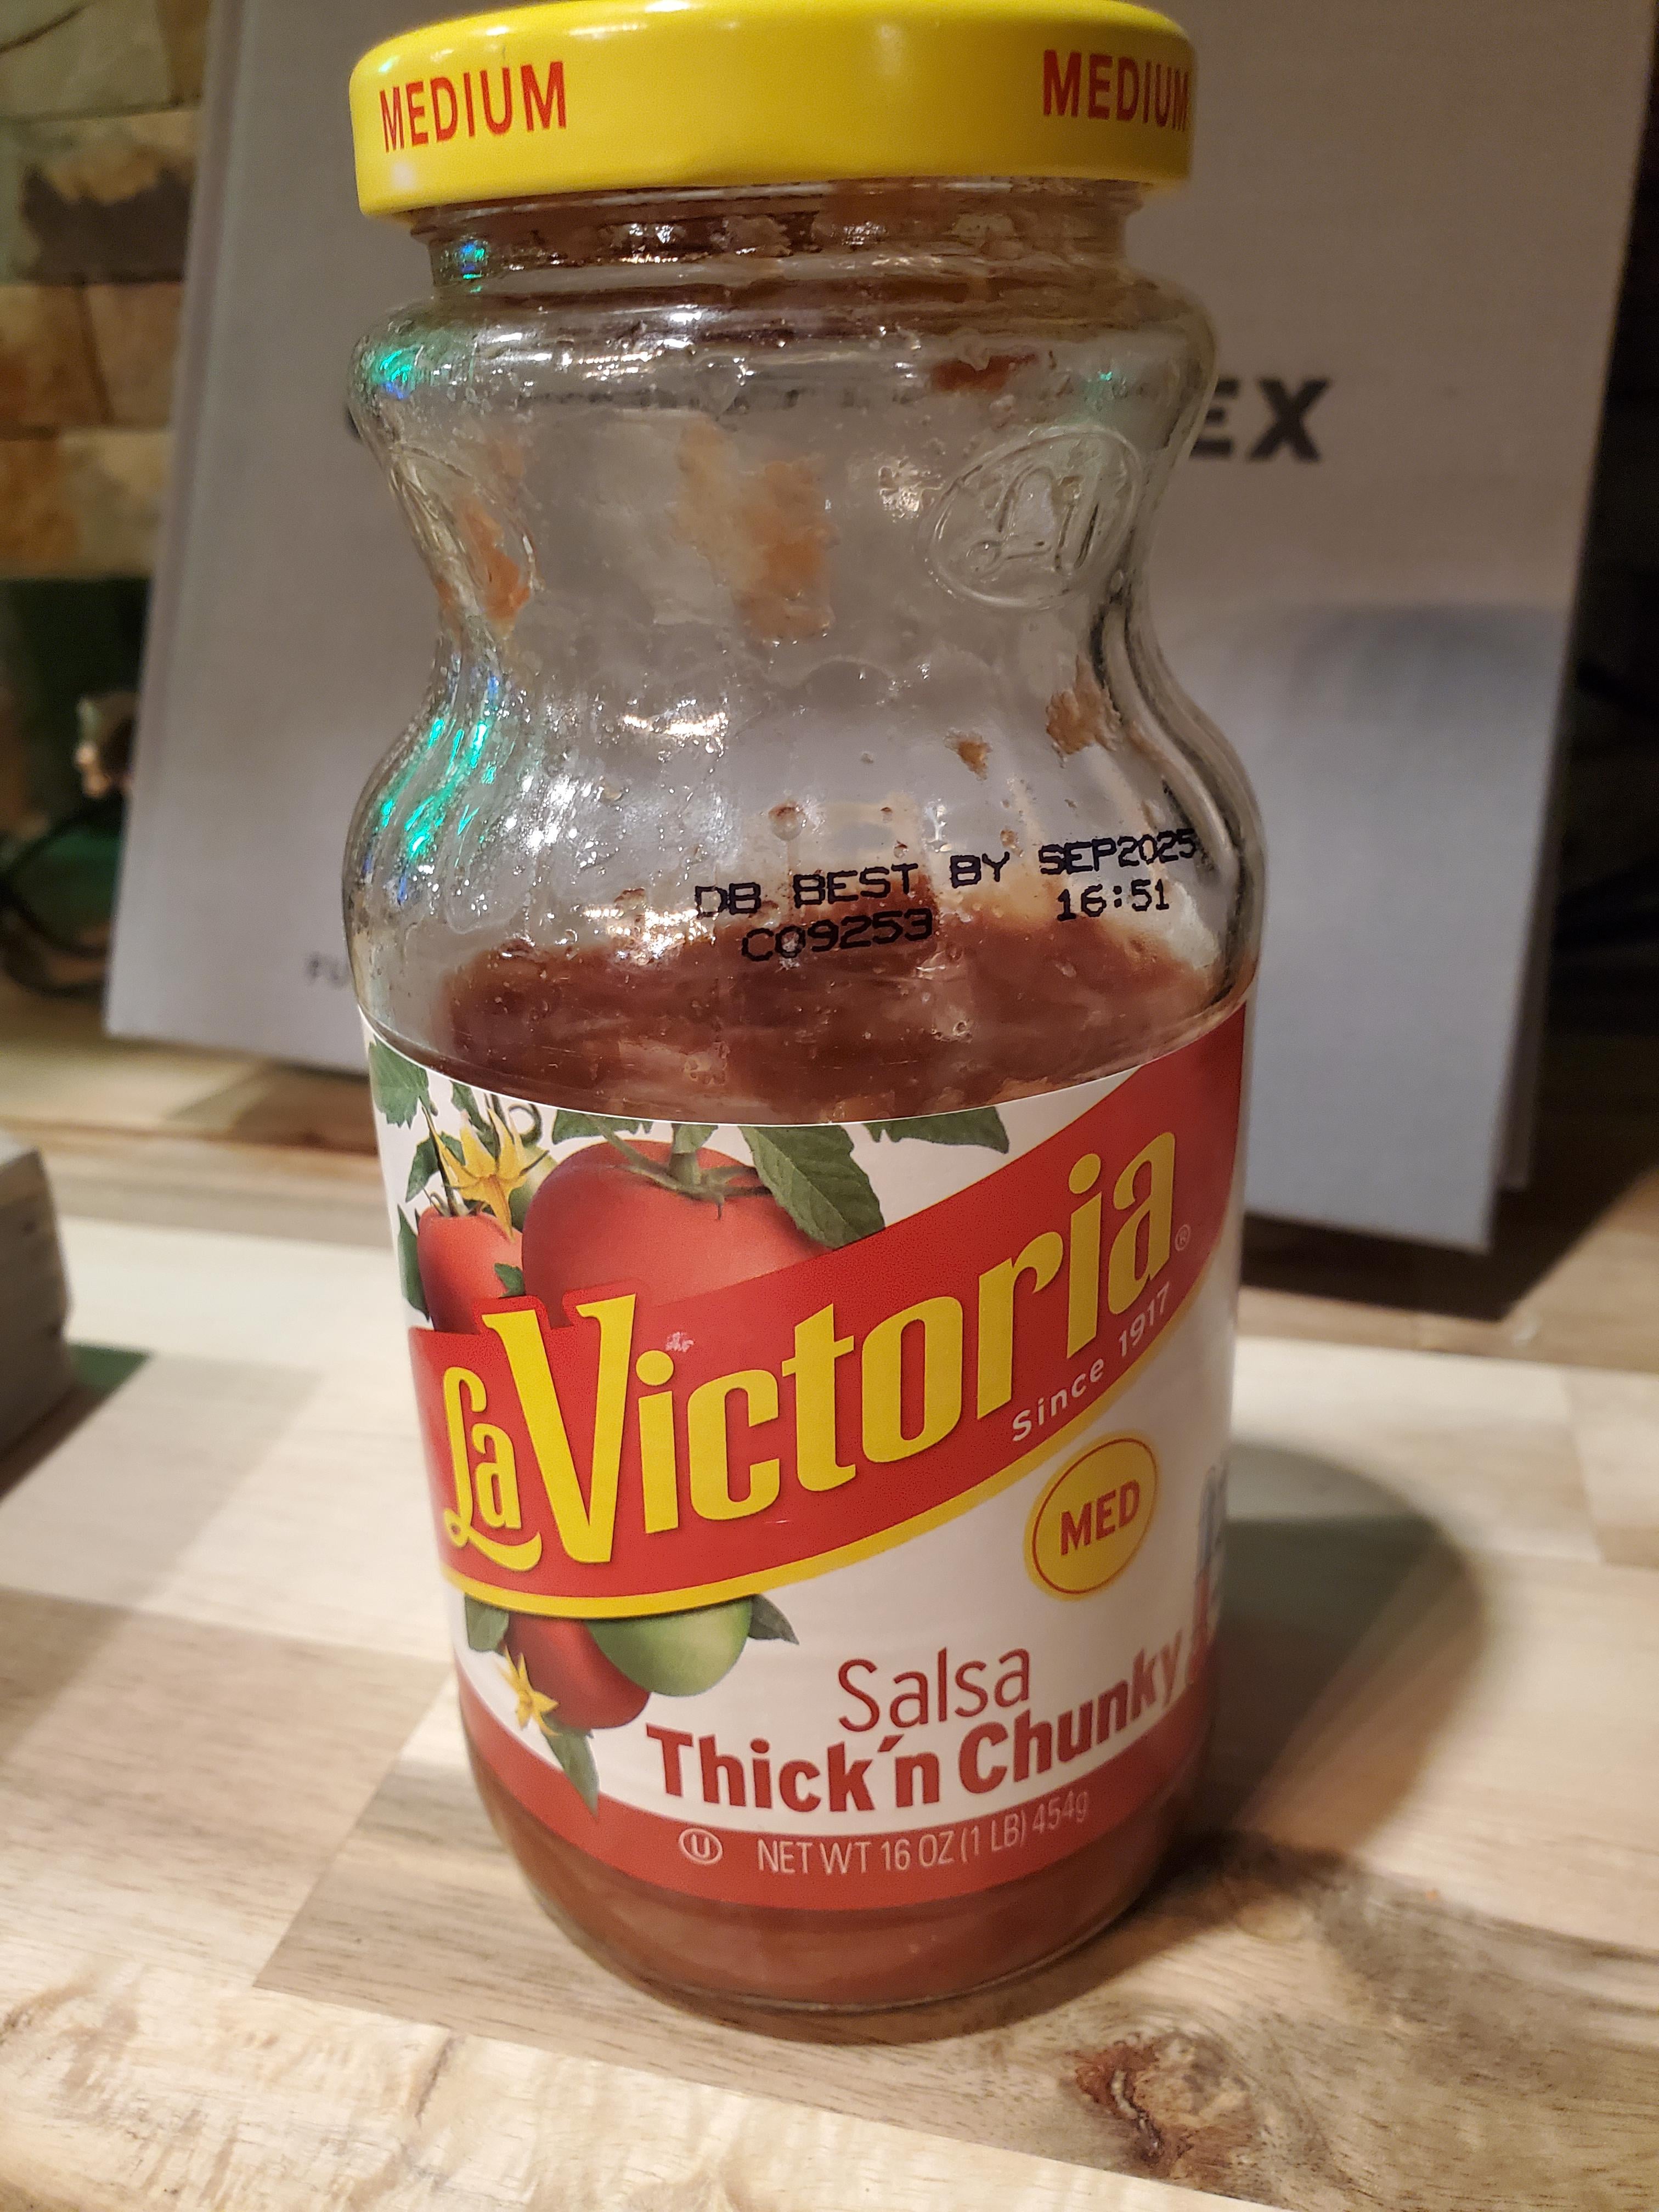 MEDIUM MEDIUM
EX
DB BEST BY SEP2025
C09253 16:51
La Victoria®
Since 1917
MED
Salsa
Thick'n Chunky
U NET WT 16 OZ (1 LB) 454g